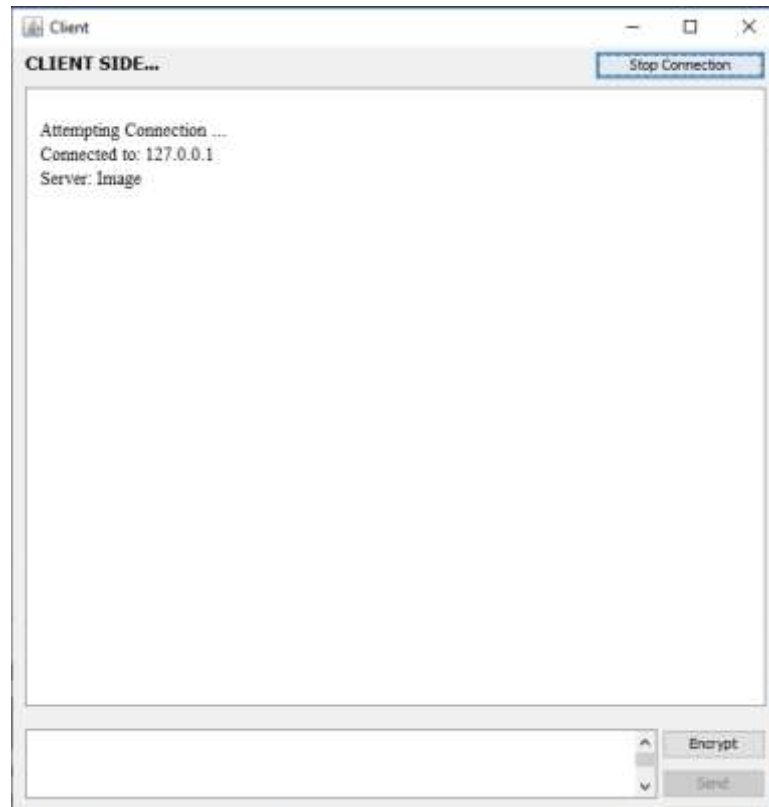 Client
CLIENT SIDE...
Stop Connection
Attempting Connection ...
Connected to: 127.0.0.1
Server: Image
Encrypt
Send